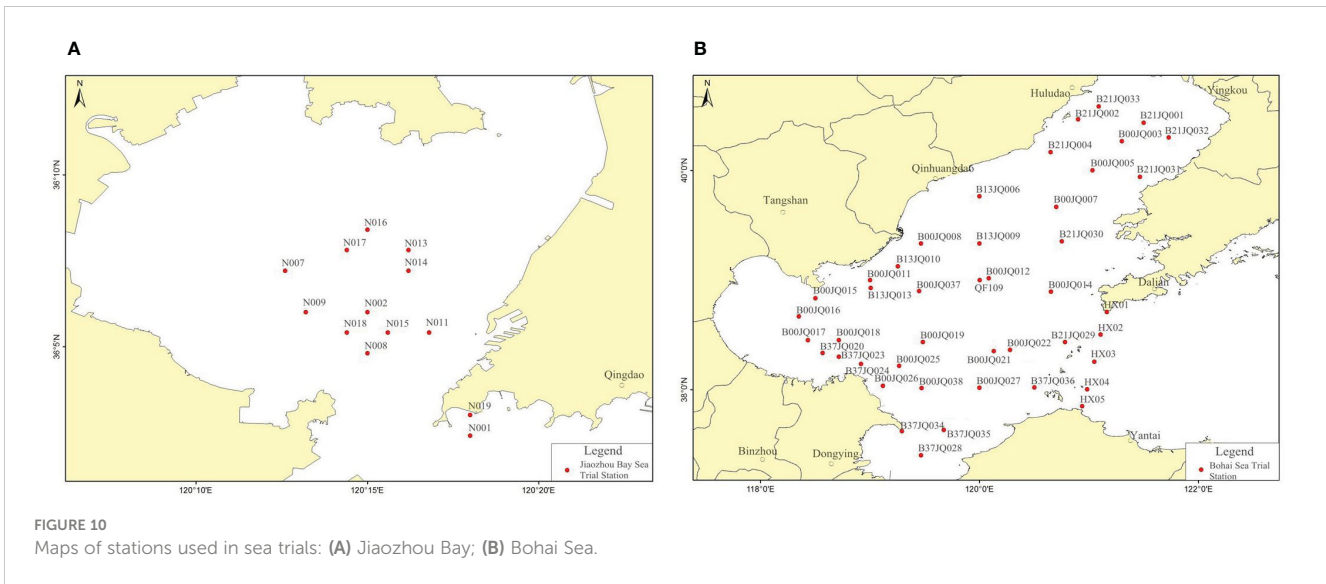 A
N
36°10'N
36°5'N
N016
N017
N013
N014
N007
N009
N002
N018
N015
N011
N008
Qingdao
N019
N001
Legend
Jiaozhou Bay Sea
Trial Station
120°10'E
120°15'E
120°20'E
B
N
40°0'N
38°0'N
Huludao
Yingkou
B21JQ033
B21JQ002
B21JQ001
B00JQ003
B21JQ032
B21JQ004
B00JQ005
B21JQ031
Qinhuangdao
B13JQ006
B00JQ007
Tangshan
B00JQ008
B13JQ009
B21JQ030
B13JQ010
B00JQ011
B00JQ012
B13JQ013
B00JQ037
QF109
B00JQ014
Dalian
B00JQ015
HX01
B00JQ016
B00JQ017
B00JQ018
B00JQ019
B21JQ029
HX02
B37JQ020
B37JQ023
B00JQ022
B00JQ021
HX03
B37JQ024
B00JQ025
B00JQ026
B00JQ038
B00JQ027
B37JQ036
HX04
HX05
B37JQ034
B37JQ035
B37JQ028
Yantai
Binzhou
Dongying
Legend
Bohai Sea Trial
Station
118°0'E
120°0'E
122°0'E
FIGURE 10
Maps of stations used in sea trials: (A) Jiaozhou Bay; (B) Bohai Sea.